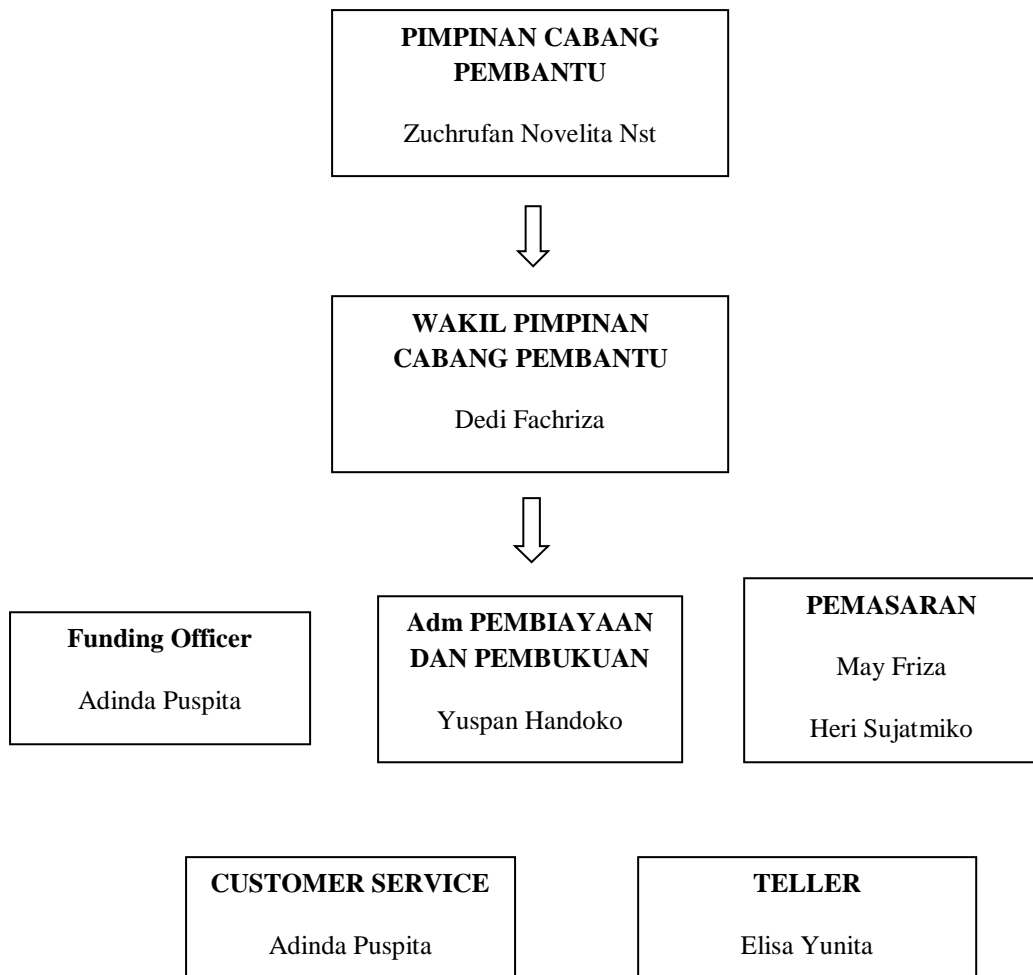 PIMPINAN CABANG
PEMBANTU
Zuchrufan Novelita Nst
WAKIL PIMPINAN
CABANG PEMBANTU
Dedi Fachriza
Funding Officer
Adinda Puspita
Adm PEMBIAYAAN
DAN PEMBUKUAN
Yuspan Handoko
PEMASARAN
May Friza
Heri Sujatmiko
CUSTOMER SERVICE
Adinda Puspita
TELLER
Elisa Yunita